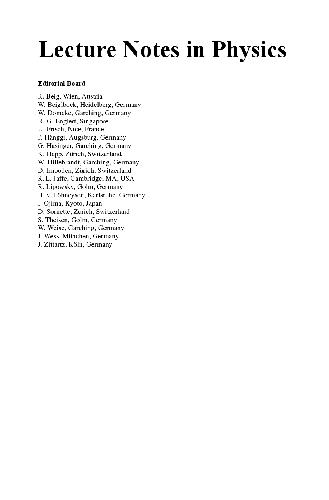 Lecture Notes in Physics
Editorial Board
R. Beig, Wien, Austria
W. Beiglböck, Heidelberg, Germany
W. Domcke, Garching, Germany
B.-G. Englert, Singapore
U. Frisch, Nice, France
P. Hänggi, Augsburg, Germany
G. Hasinger, Garching, Germany
K. Hepp, Zürich, Switzerland
W. Hillebrandt, Garching, Germany
D. Imboden, Zürich, Switzerland
R. L. Jaffe, Cambridge, MA, USA
R. Lipowsky, Golm, Germany
H. v. Löhneysen, Karlsruhe, Germany
I. Ojima, Kyoto, Japan
D. Sornette, Zürich, Switzerland
S. Theisen, Golm, Germany
W. Weise, Garching, Germany
J. Wess, München, Germany
J. Zittartz, Köln, Germany